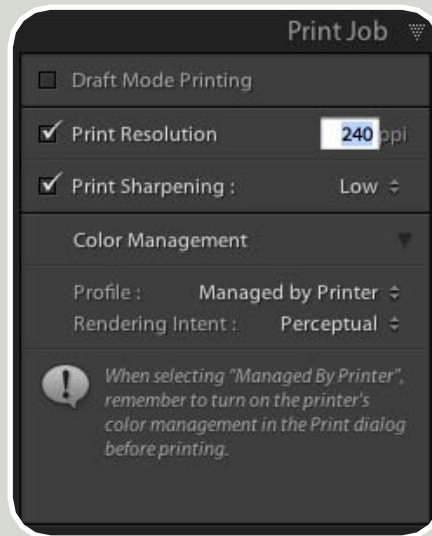 Print Job
Draft Mode Printing
Print Resolution 240 ppi
Print Sharpening : Low
Color Management
Profile : Managed by Printer
Rendering Intent : Perceptual
When selecting "Managed By Printer",
remember to turn on the printer's
color management in the Print dialog
before printing.